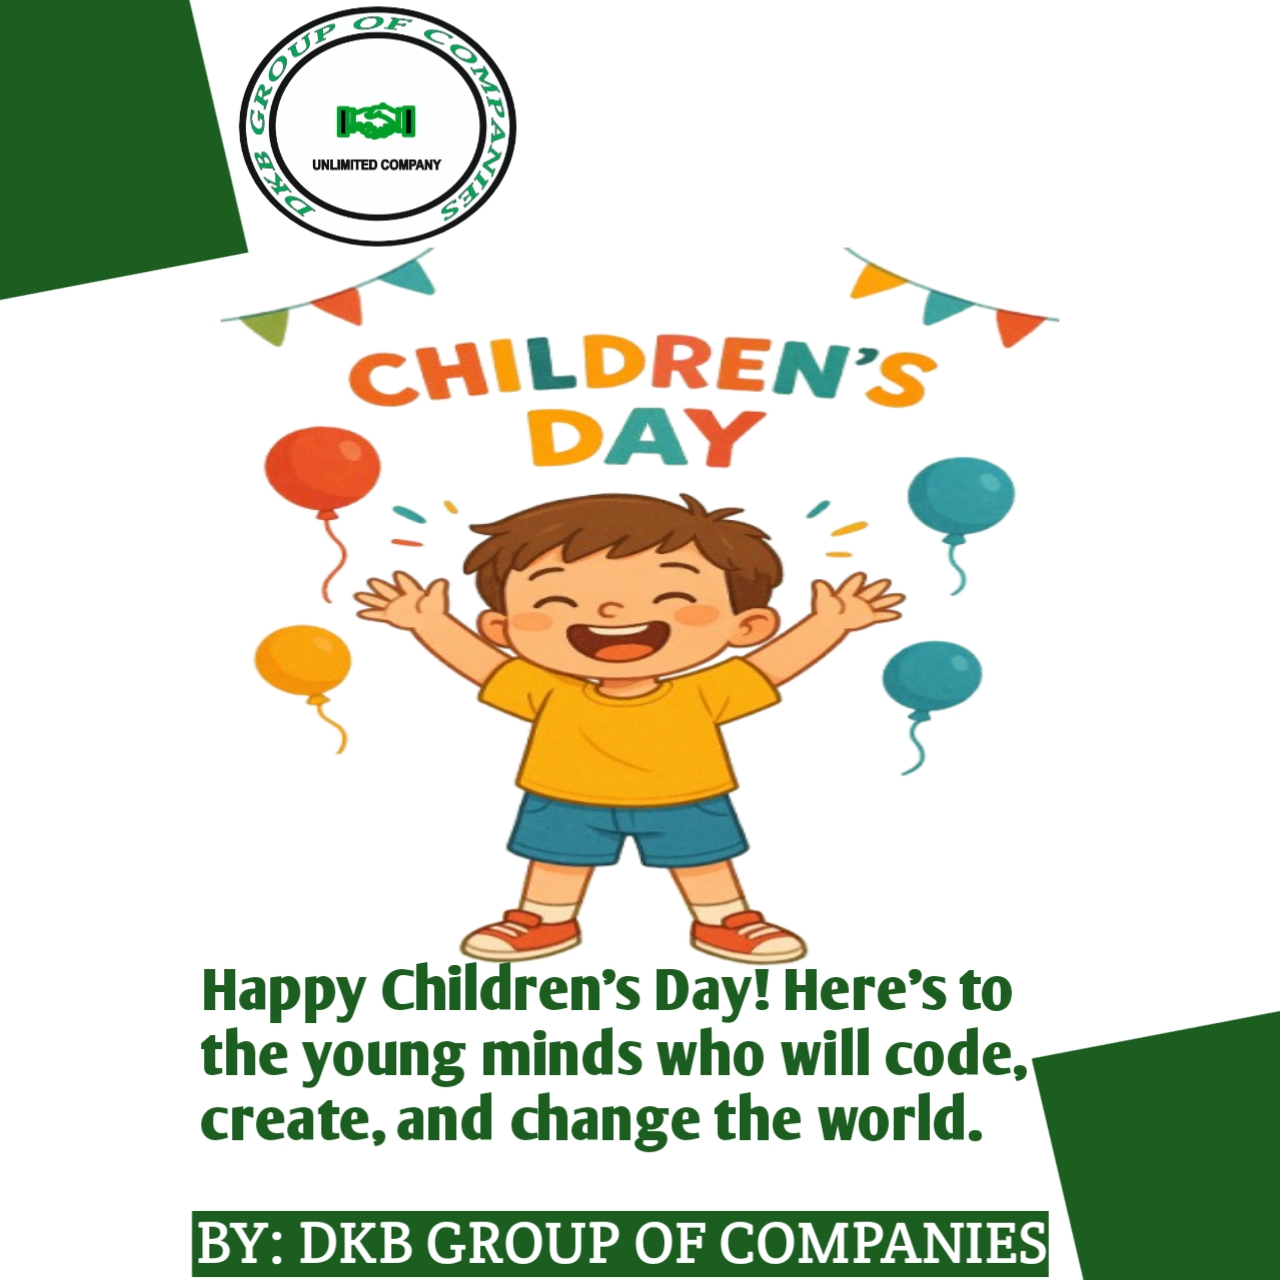 DKB GROUP OF COMPANIES
UNLIMITED COMPANY
CHILDREN'S
DAY
Happy Children's Day! Here's to
the young minds who will code,
create, and change the world.
BY: DKB GROUP OF COMPANIES